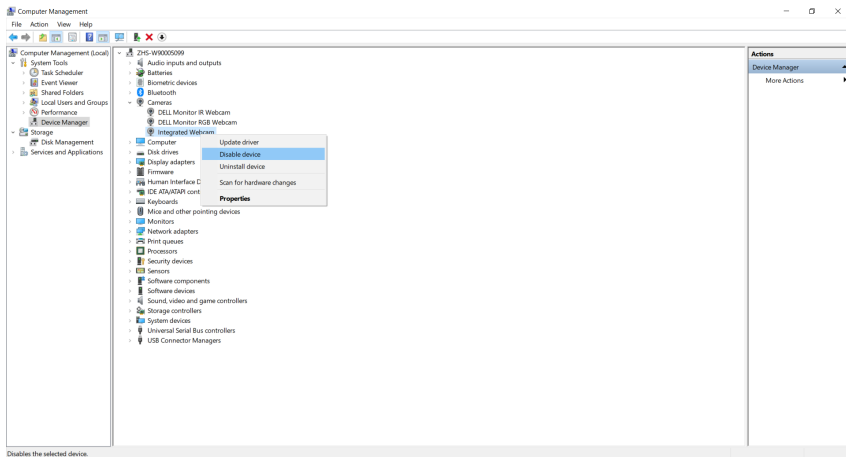 Computer Management
File Action View Help
Computer Management (Local)
System Tools
Task Scheduler
Event Viewer
Shared Folders
Local Users and Groups
Performance
Device Manager
Storage
Disk Management
Services and Applications
ZHS-W90005099
Audio inputs and outputs
Batteries
Biometric devices
Bluetooth
Cameras
DELL Monitor IR Webcam
DELL Monitor RGB Webcam
Integrated Webcam
Computer
Disk drives
Display adapters
Firmware
Human Interface D
IDE ATA/ATAPI cont
Keyboards
Mice and other pointing devices
Monitors
Network adapters
Print queues
Processors
Security devices
Sensors
Software components
Software devices
Sound, video and game controllers
Storage controllers
System devices
Universal Serial Bus controllers
USB Connector Managers
Update driver
Disable device
Uninstall device
Scan for hardware changes
Properties
Actions
Device Manager
More Actions
Disables the selected device.